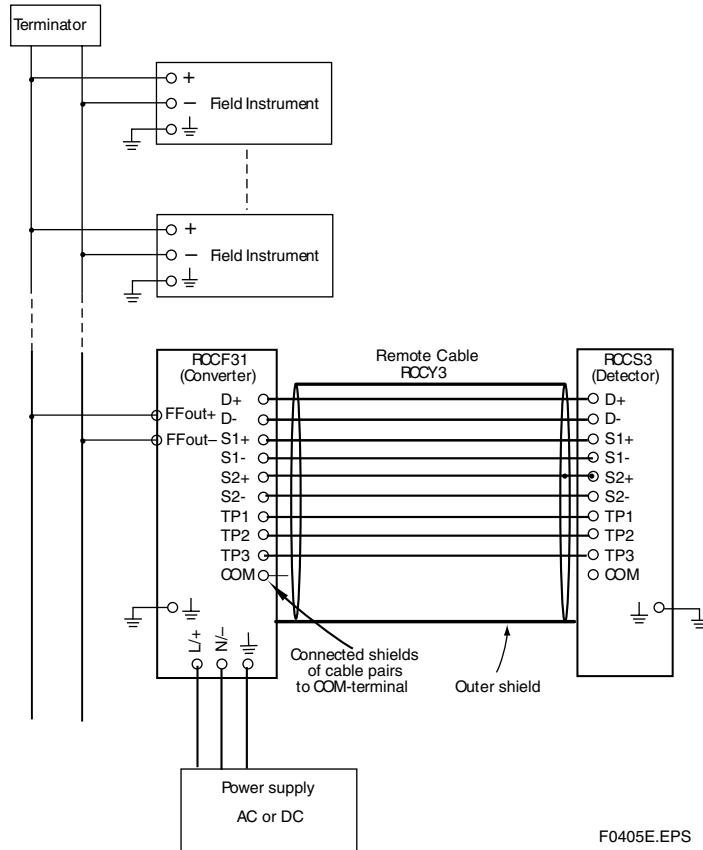 Terminator
+
− Field Instrument
+
− Field Instrument
RCCF31
(Converter)
Remote Cable
RCCY3
RCCS3
(Detector)
FFout+
FFout−
D+
D-
S1+
S1-
S2+
S2-
TP1
TP2
TP3
COM
D+
D-
S1+
S1-
S2+
S2-
TP1
TP2
TP3
COM
L/+
N/−
Connected shields
of cable pairs
to COM-terminal
Outer shield
Power supply
AC or DC
F0405E.EPS